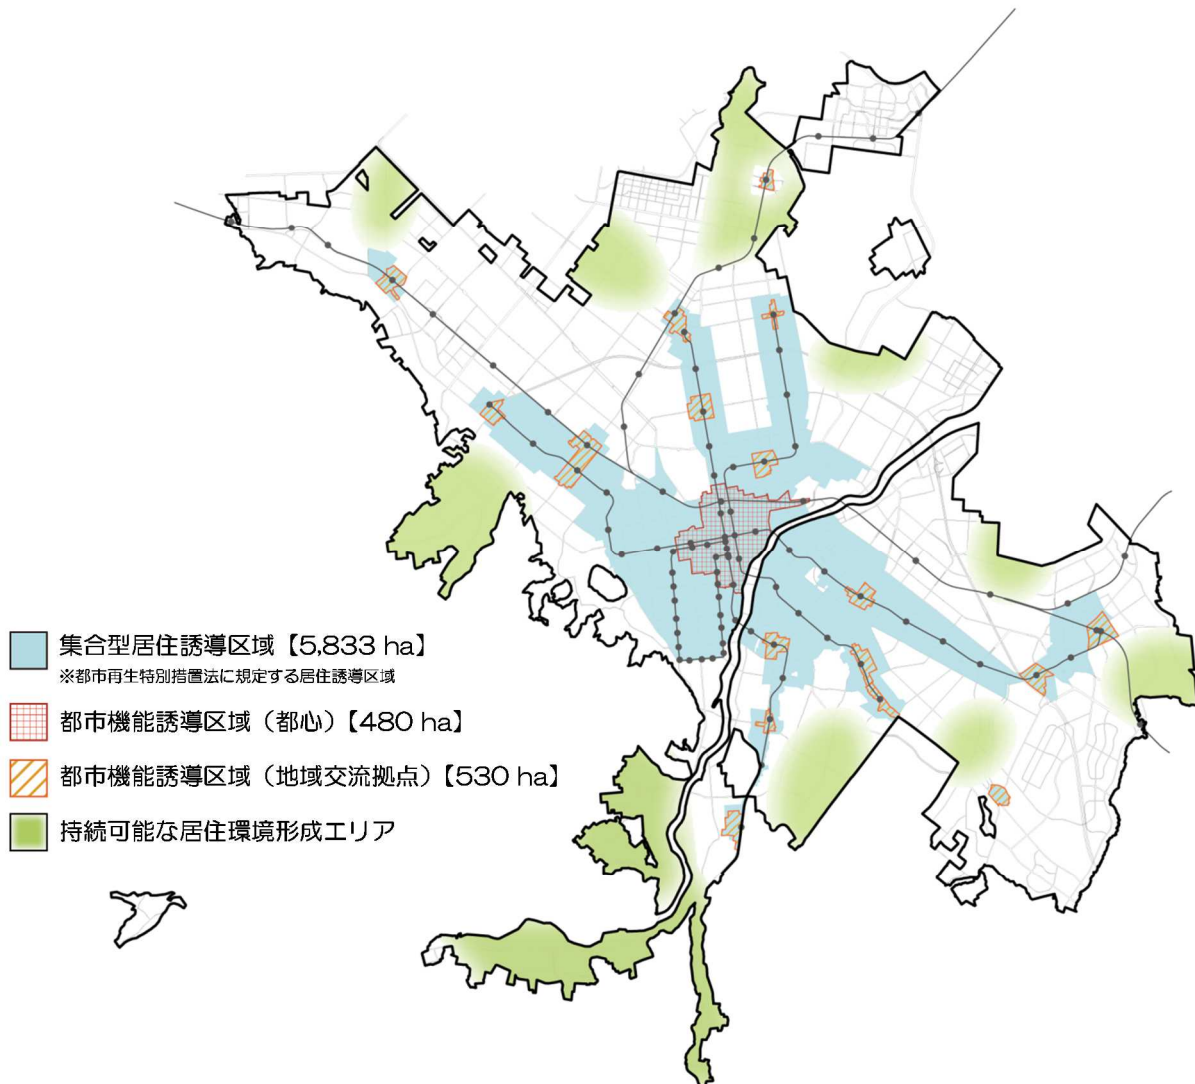 集合型居住誘導区域【5,833 ha】
※都市再生特別措置法に規定する居住誘導区域
都市機能誘導区域（都心）【480 ha】
都市機能誘導区域（地域交流拠点）【530 ha】
持続可能な居住環境形成エリア